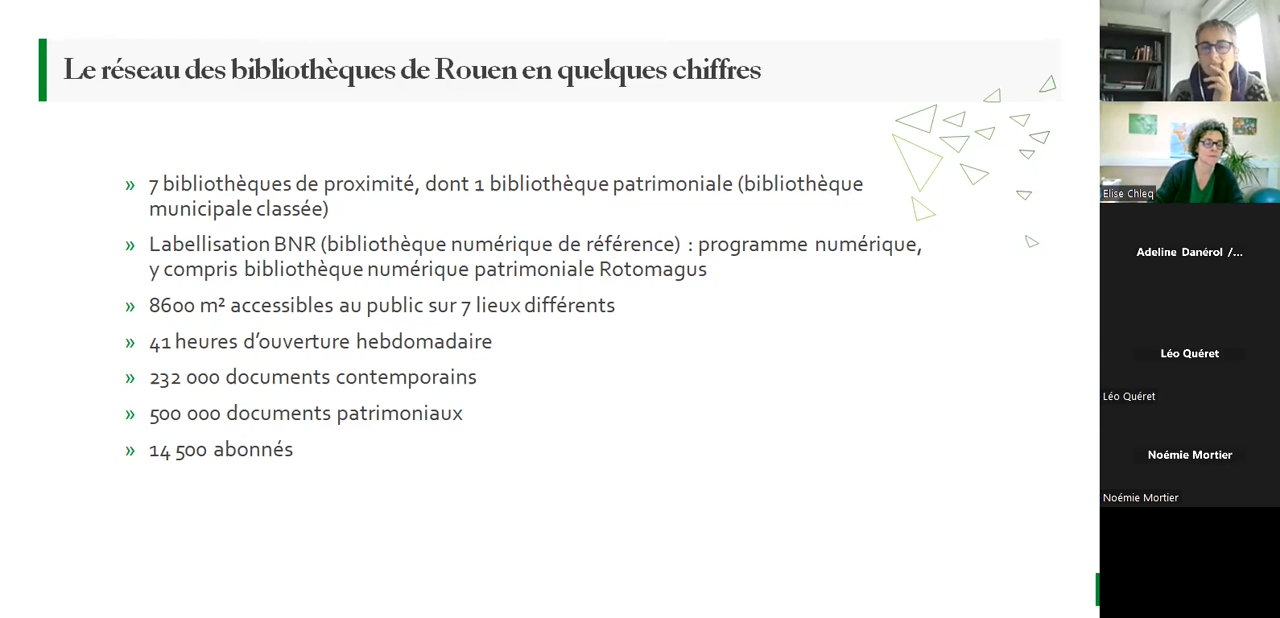 Le réseau des bibliothèques de Rouen en quelques chiffres
» 7 bibliothèques de proximité, dont 1 bibliothèque patrimoniale (bibliothèque
municipale classée)
» Labellisation BNR (bibliothèque numérique de référence) : programme numérique,
y compris bibliothèque numérique patrimoniale Rotomagus
» 8600 m² accessibles au public sur 7 lieux différents
» 41 heures d’ouverture hebdomadaire
» 232 000 documents contemporains
» 500 000 documents patrimoniaux
» 14 500 abonnés
Elise Chleq
Adeline Danérol /...
Léo Quéret
Léo Quéret
Noémie Mortier
Noémie Mortier